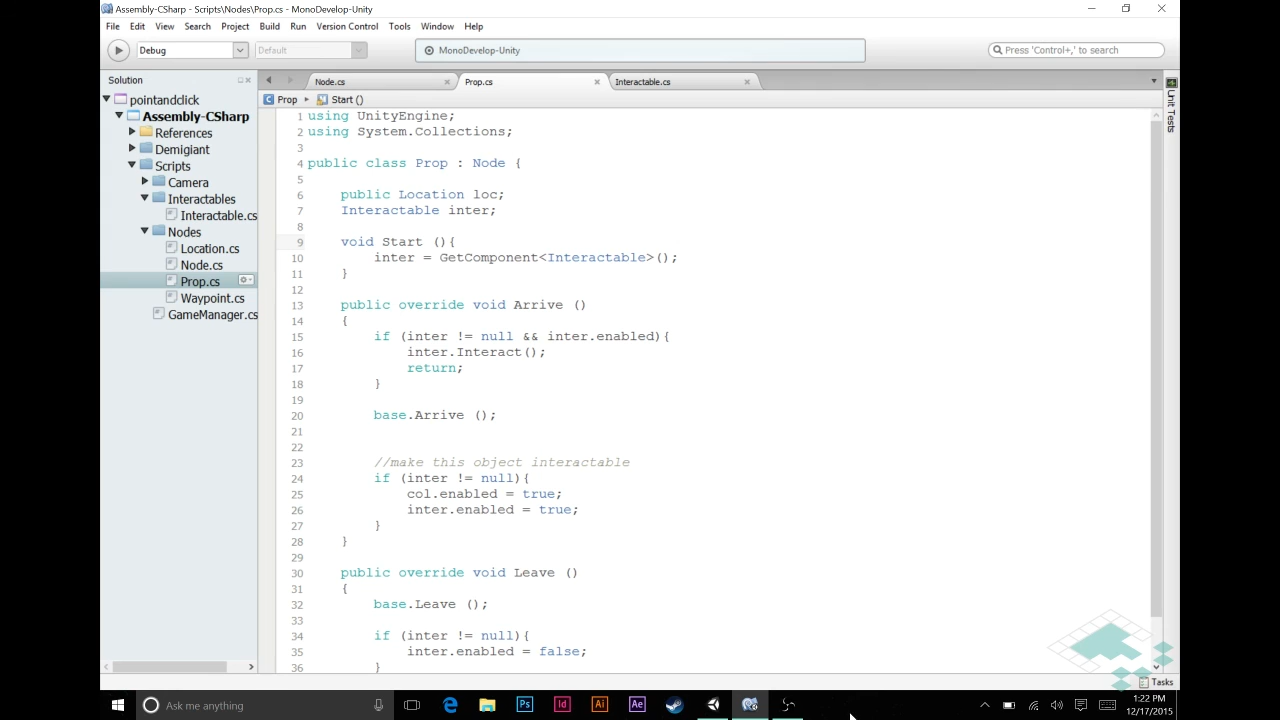 Assembly-CSharp - Scripts\Nodes\Prop.cs - MonoDevelop-Unity
File Edit View Search Project Build Run Version Control Tools Window Help
Debug Default MonoDevelop-Unity Press 'Control+,' to search
Solution
Node.cs Prop.cs Interactable.cs
Prop Start ()
pointandclick
Assembly-CSharp
References
Demigiant
Scripts
Camera
Interactables
Interactable.cs
Nodes
Location.cs
Node.cs
Prop.cs
Waypoint.cs
GameManager.cs
1 using UnityEngine;
2 using System.Collections;
3
4 public class Prop : Node {
5
6 public Location loc;
7 Interactable inter;
8
9 void Start (){
10 inter = GetComponent<Interactable>();
11 }
12
13 public override void Arrive ()
14 {
15 if (inter != null && inter.enabled){
16 inter.Interact();
17 return;
18 }
19
20 base.Arrive ();
21
22
23 //make this object interactable
24 if (inter != null){
25 col.enabled = true;
26 inter.enabled = true;
27 }
28 }
29
30 public override void Leave ()
31 {
32 base.Leave ();
33
34 if (inter != null){
35 inter.enabled = false;
36 }
Unit Tests
Tasks
Ask me anything
Ps Id Ai Ae
1:22 PM
12/17/2015